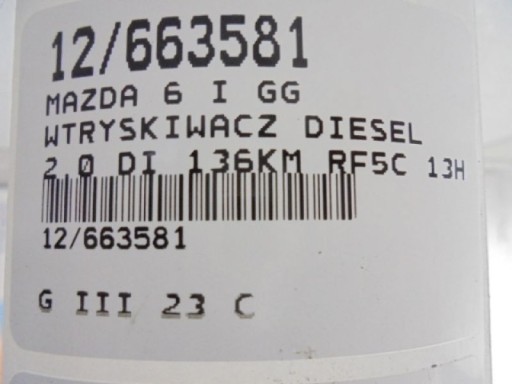 12/663581
MAZDA 6 I GG
WTRYSKIWACZ DIESEL
2.0 DI 136KM RF5C 13H
12/663581
G III 23 C